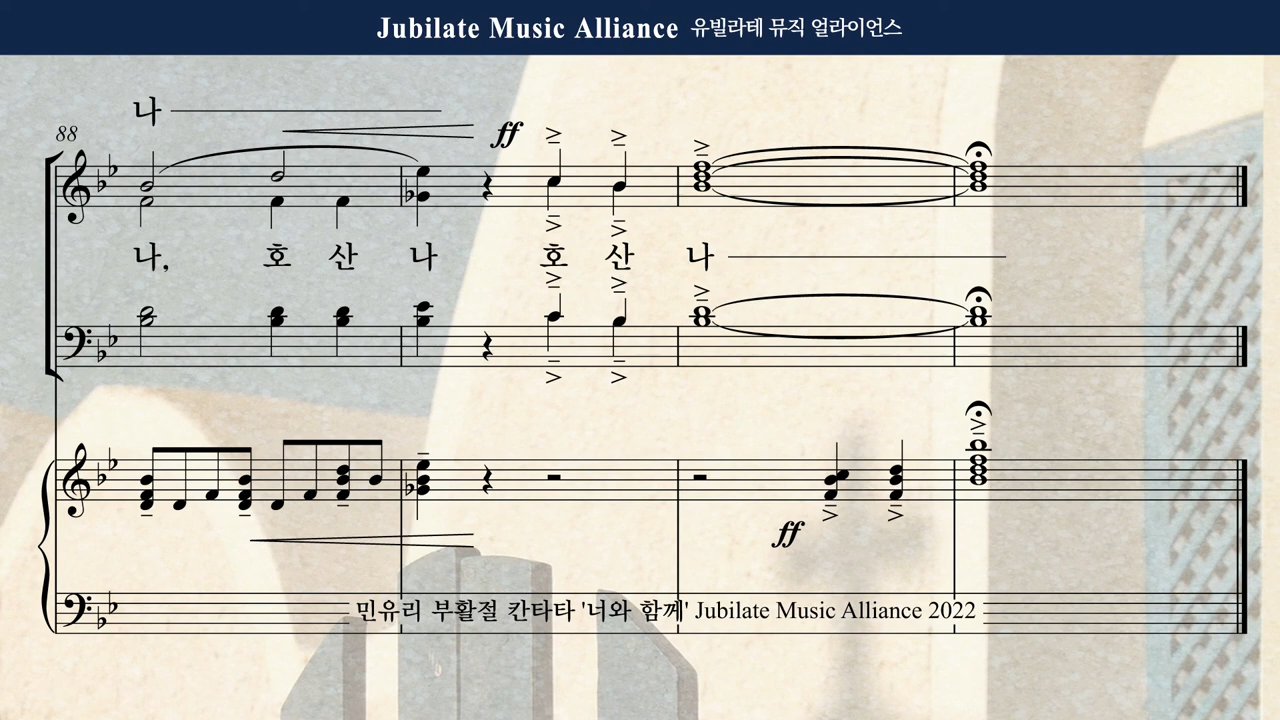 Jubilate Music Alliance 유빌라테 뮤직 얼라이언스
나
88
ff
나, 호 산 나 호 산 나
ff
민유리 부활절 칸타타 '너와 함께' Jubilate Music Alliance 2022